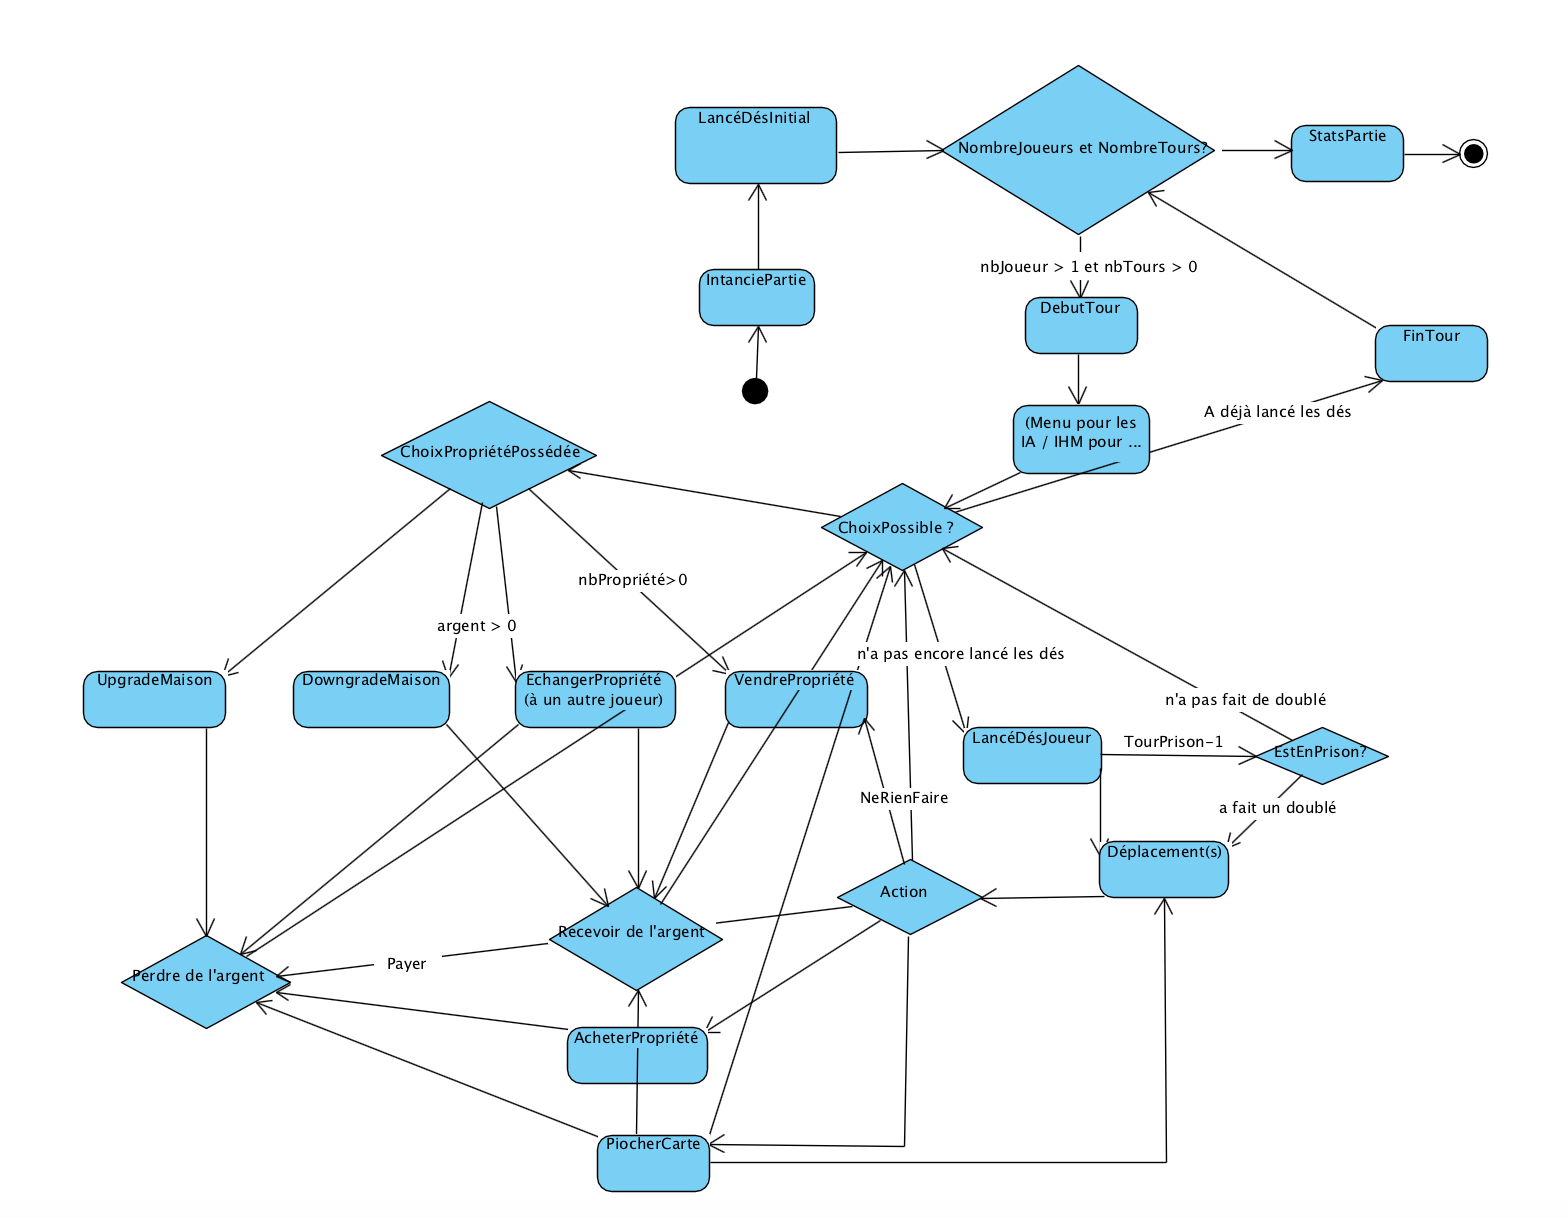 LancéDésInitial
NombreJoueurs et NombreTours?
StatsPartie
nbJoueur > 1 et nbTours > 0
IntanciePartie
DebutTour
FinTour
A déjà lancé les dés
(Menu pour les
IA / IHM pour ...
ChoixPropriétéPossédée
ChoixPossible ?
nbPropriété>0
argent > 0
n'a pas encore lancé les dés
UpgradeMaison
DowngradeMaison
EchangerPropriété
(à un autre joueur)
VendrePropriété
n'a pas fait de doublé
LancéDésJoueur
TourPrison-1
EstEnPrison?
NeRienFaire
a fait un doublé
Déplacement(s)
Action
Recevoir de l'argent
Payer
Perdre de l'argent
AcheterPropriété
PiocherCarte